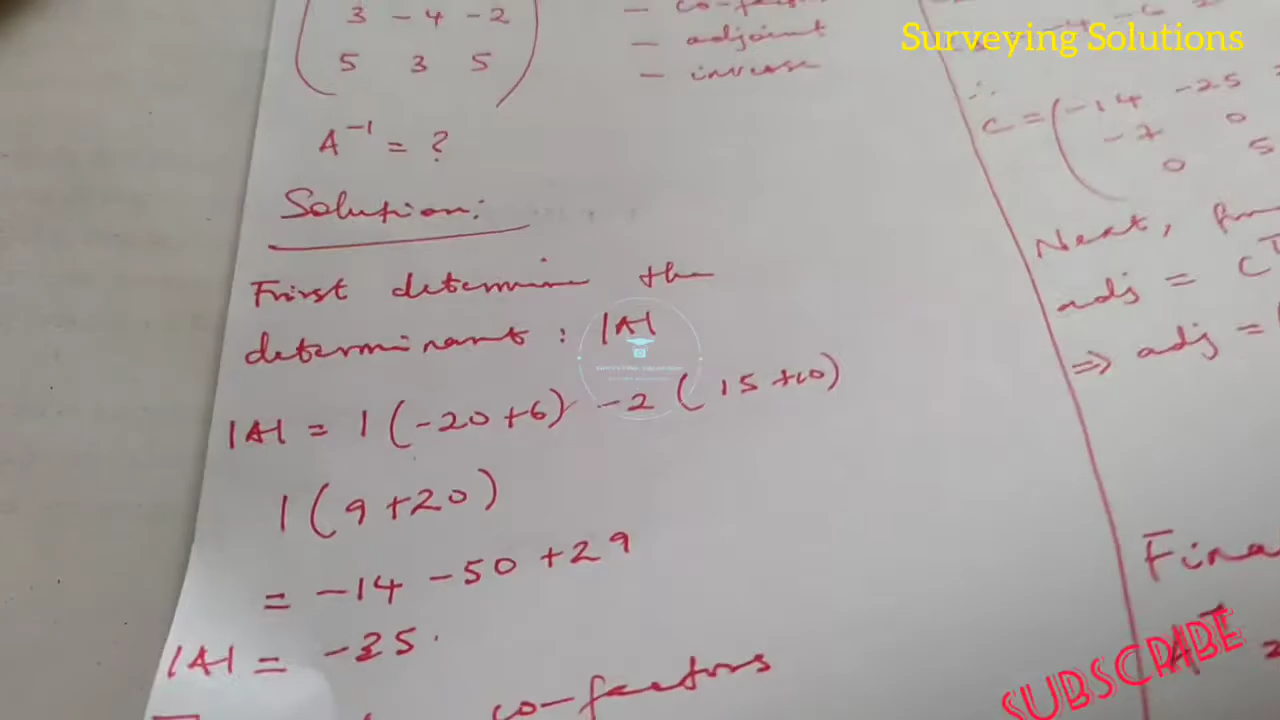 3 -4 -2
5 3 5
- adjoint
- inverse
A⁻¹ = ?
Solution:
First determine the
determinant : |A|
|A| = 1(-20+6) -2(15+10)
1(9+20)
= -14 -50 +29
|A| = -35.
co-factors
Surveying Solutions
∴
C = (-14 -25
-7 0
0 5
Next,
adj = Cᵀ
=> adj =
SUBSCRIBE